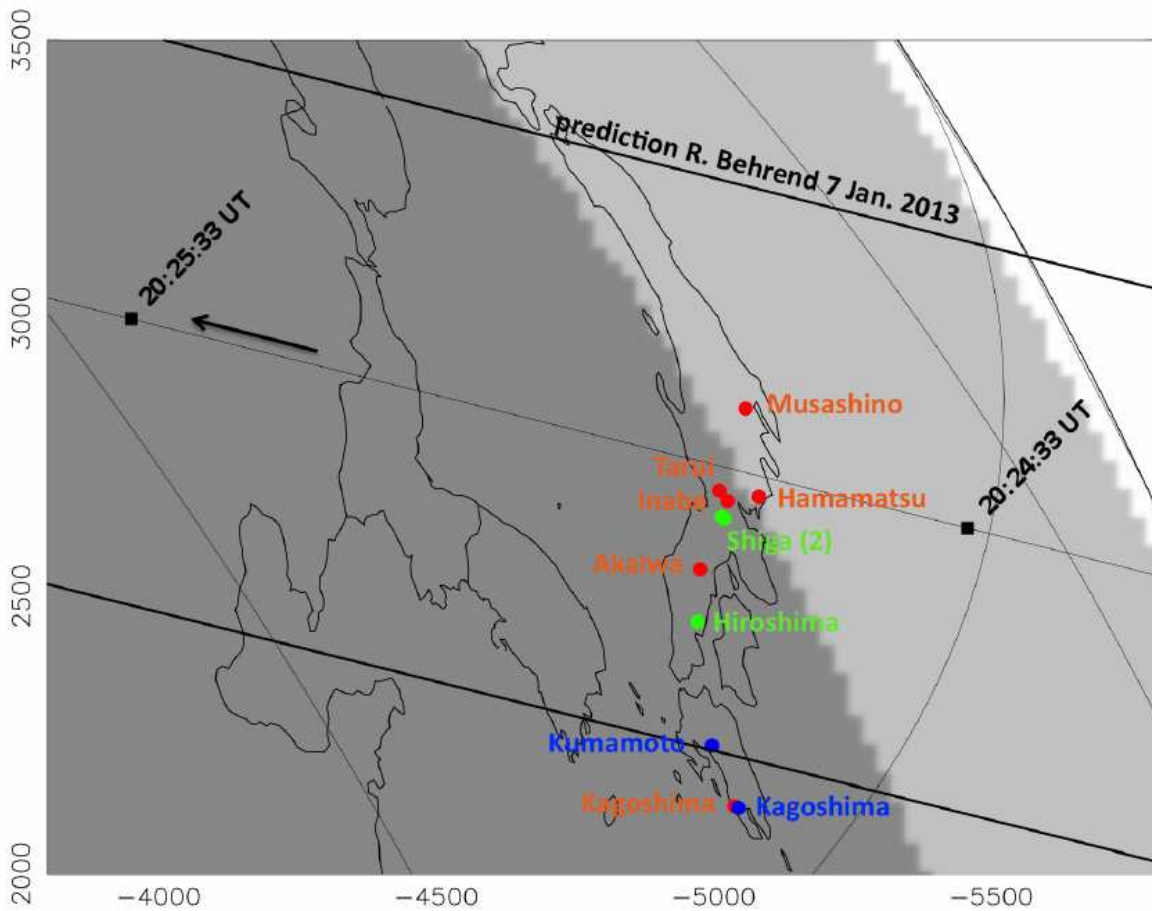 3500
prediction R. Behrend 7 Jan. 2013
20:25:33 UT
3000
Musashino
20:24:33 UT
Tarui
Inabe
Hamamatsu
Shiga (2)
Akaiwa
2500
Hiroshima
Kumamoto
Kagoshima
Kagoshima
2000
−4000
−4500
−5000
−5500